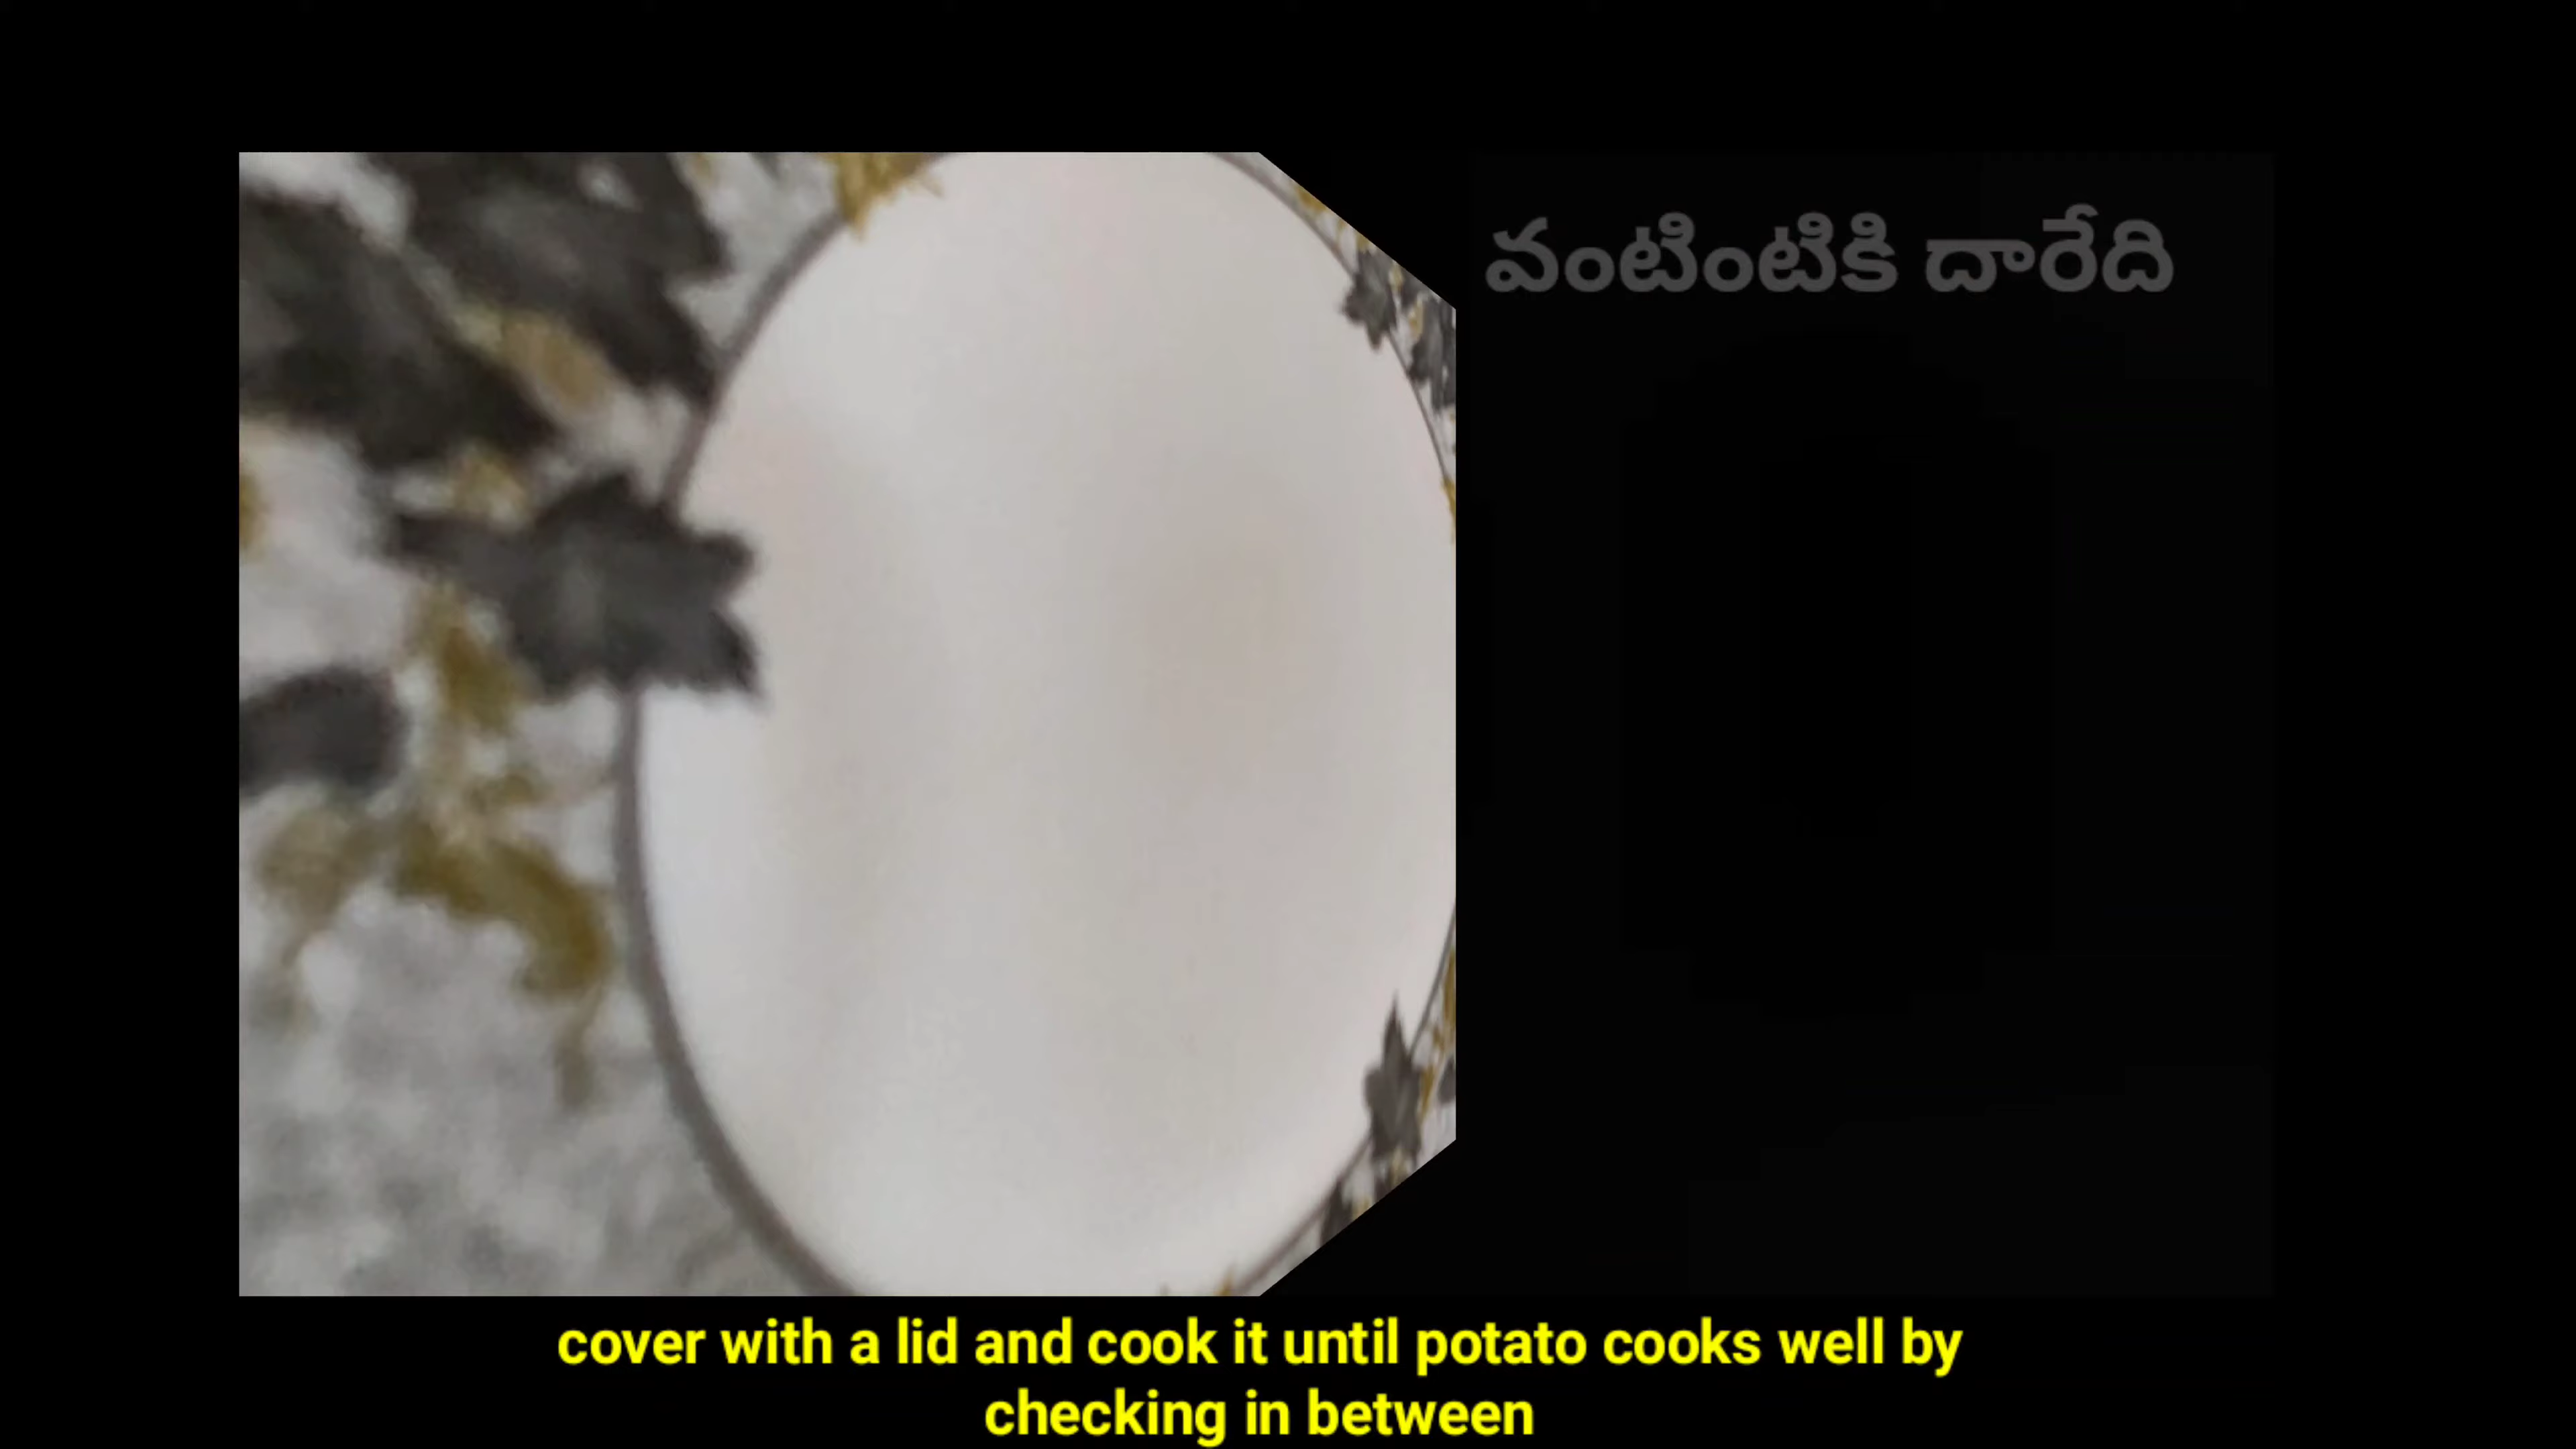 వంటింటికి దారేది
cover with a lid and cook it until potato cooks well by
checking in between